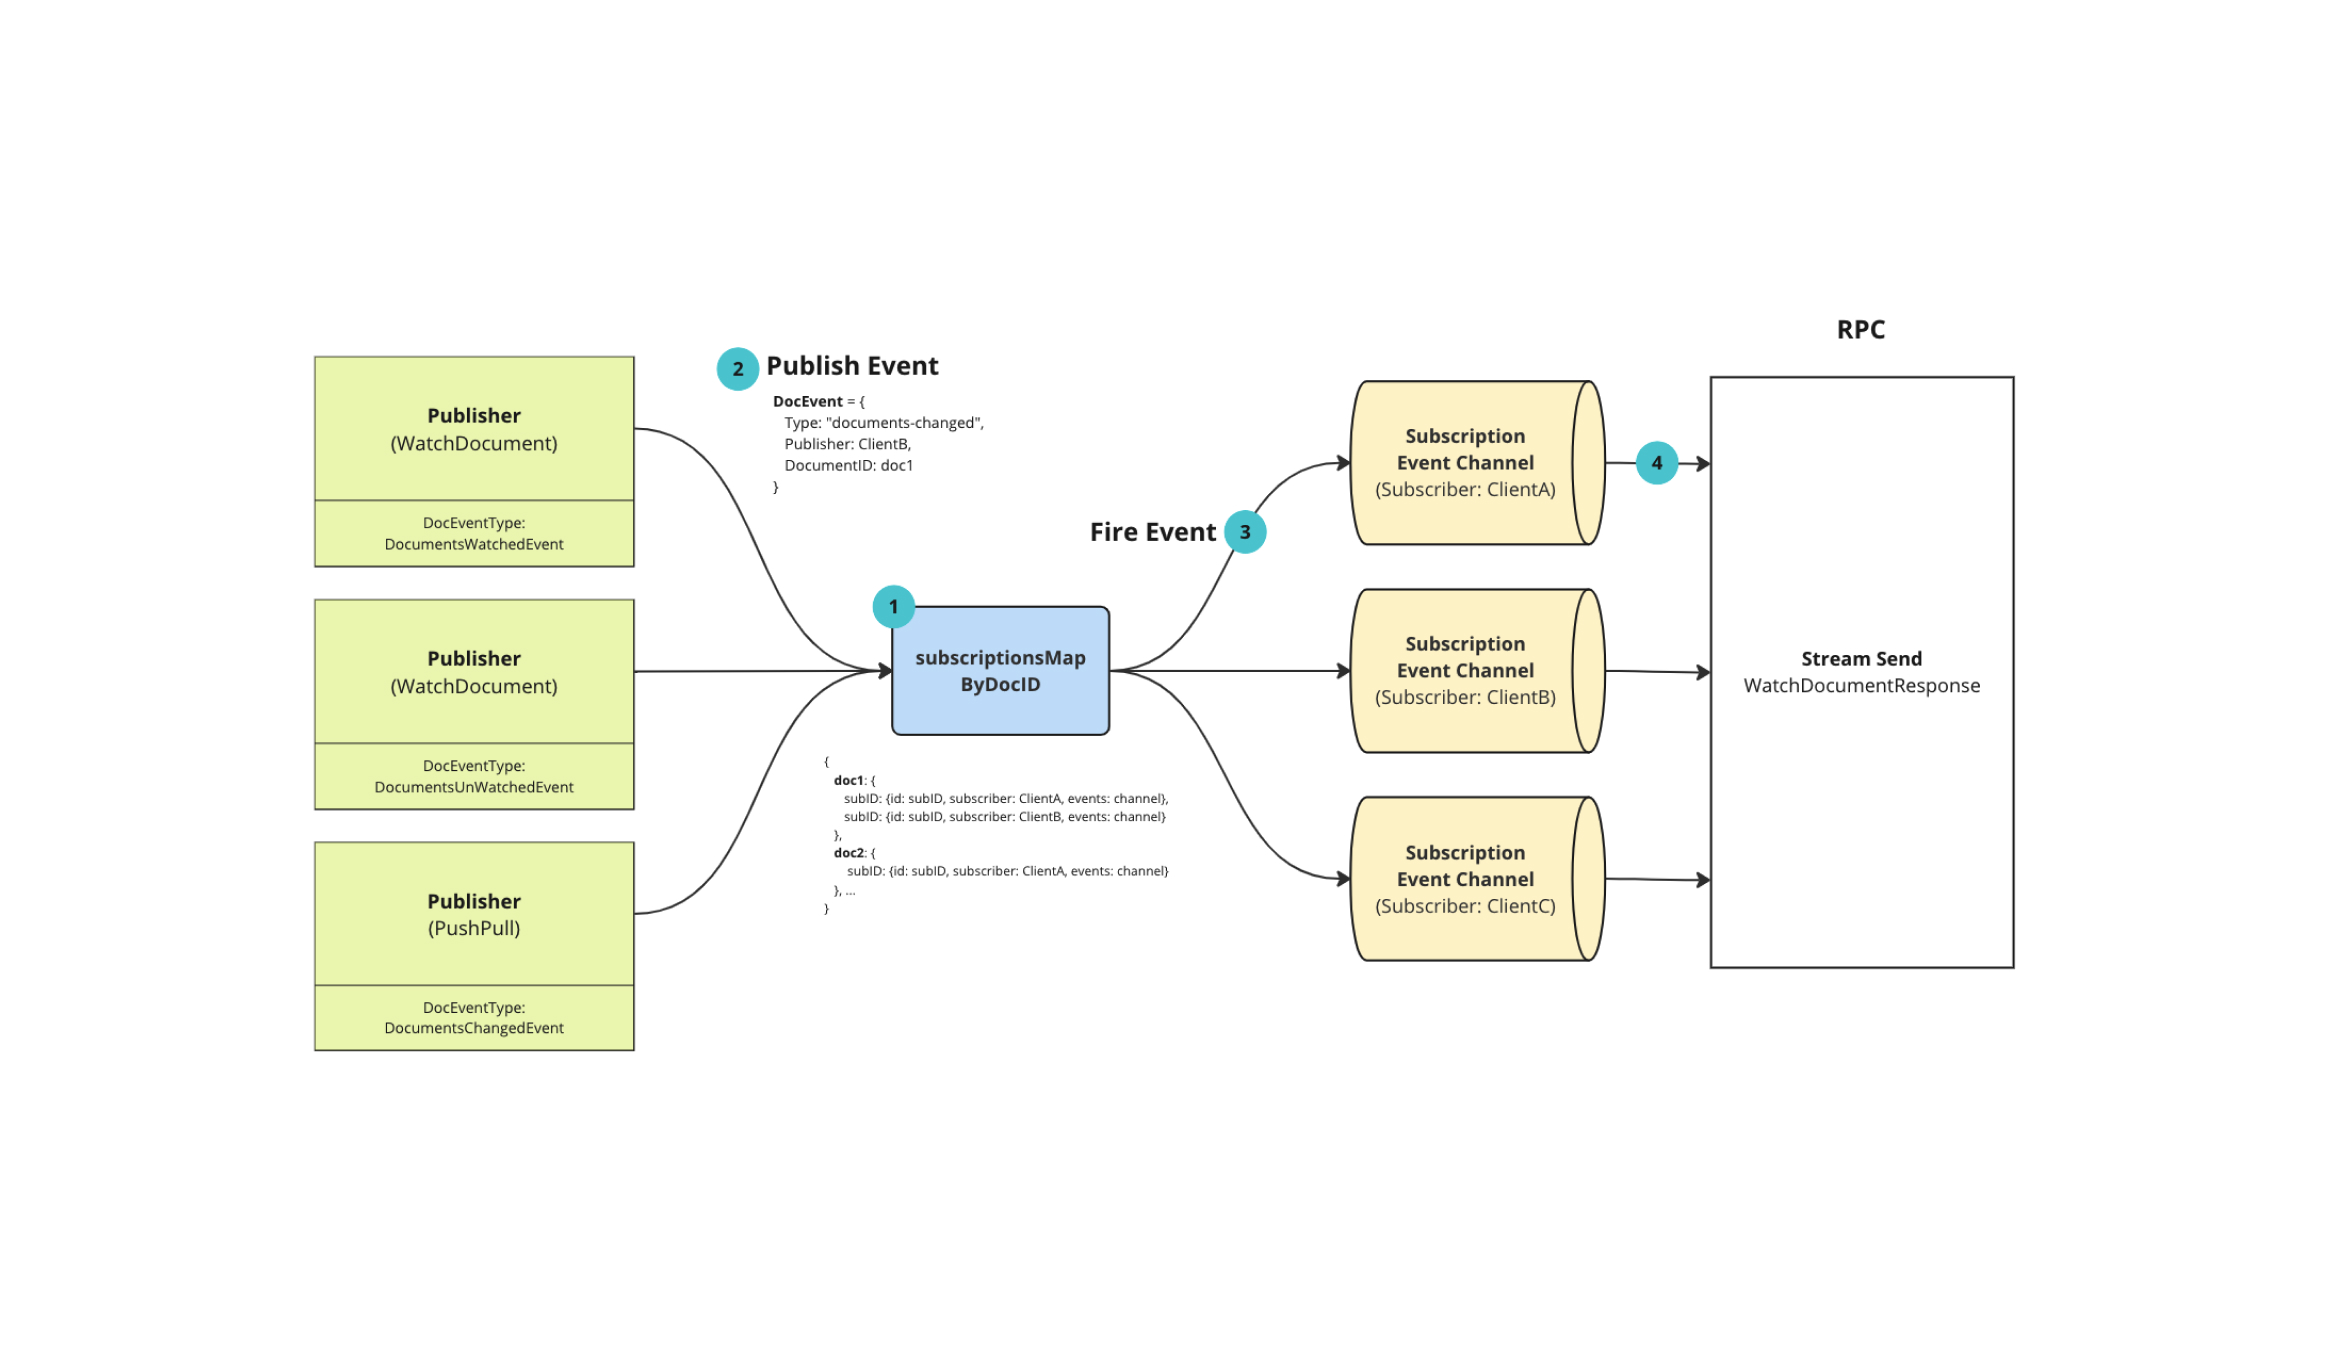 Publisher
(WatchDocument)
DocEventType:
DocumentsWatchedEvent
Publisher
(WatchDocument)
DocEventType:
DocumentsUnWatchedEvent
Publisher
(PushPull)
DocEventType:
DocumentsChangedEvent
2 Publish Event
DocEvent = {
Type: "documents-changed",
Publisher: ClientB,
DocumentID: doc1
}
1
subscriptionsMap
ByDocID
{
doc1: {
subID: {id: subID, subscriber: ClientA, events: channel},
subID: {id: subID, subscriber: ClientB, events: channel}
},
doc2: {
subID: {id: subID, subscriber: ClientA, events: channel}
}, ...
}
Fire Event 3
Subscription
Event Channel
(Subscriber: ClientA)
Subscription
Event Channel
(Subscriber: ClientB)
Subscription
Event Channel
(Subscriber: ClientC)
4
RPC
Stream Send
WatchDocumentResponse